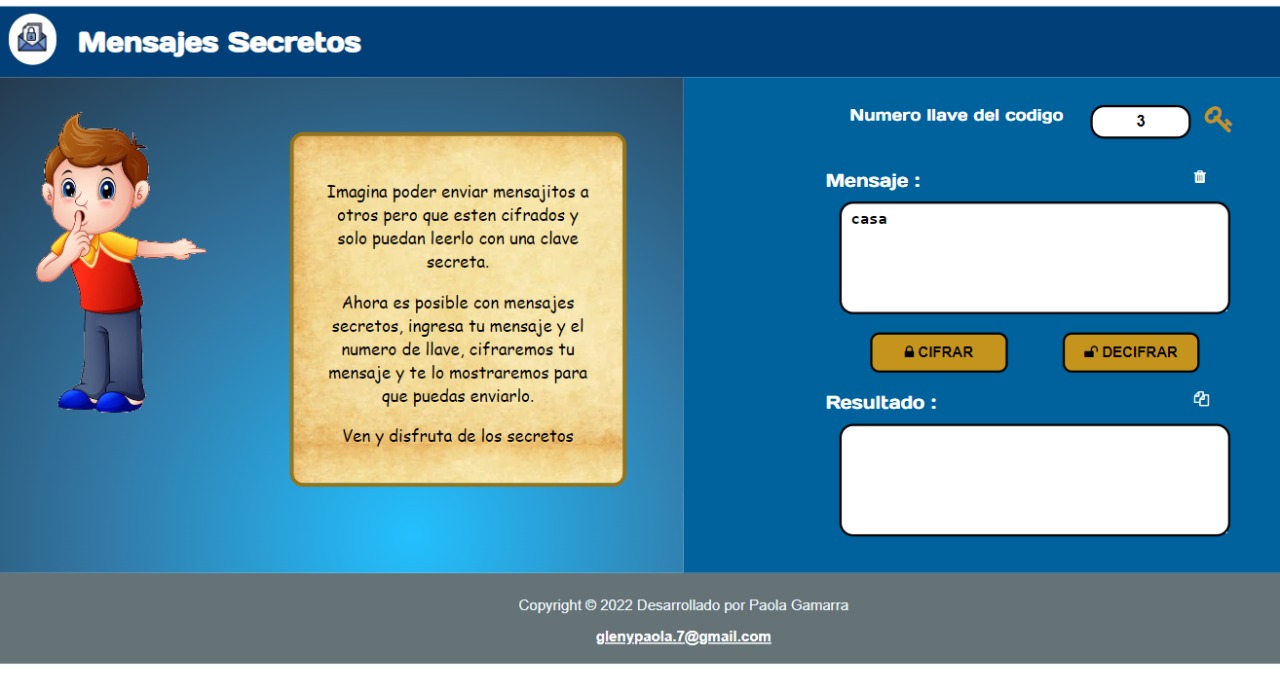 Mensajes Secretos
Imagina poder enviar mensajitos a
otros pero que esten cifrados y
solo puedan leerlo con una clave
secreta.
Ahora es posible con mensajes
secretos, ingresa tu mensaje y el
numero de llave, cifraremos tu
mensaje y te lo mostraremos para
que puedas enviarlo.
Ven y disfruta de los secretos
Numero llave del codigo 3
Mensaje :
casa
CIFRAR DECIFRAR
Resultado :
Copyright © 2022 Desarrollado por Paola Gamarra
glenypaola.7@gmail.com